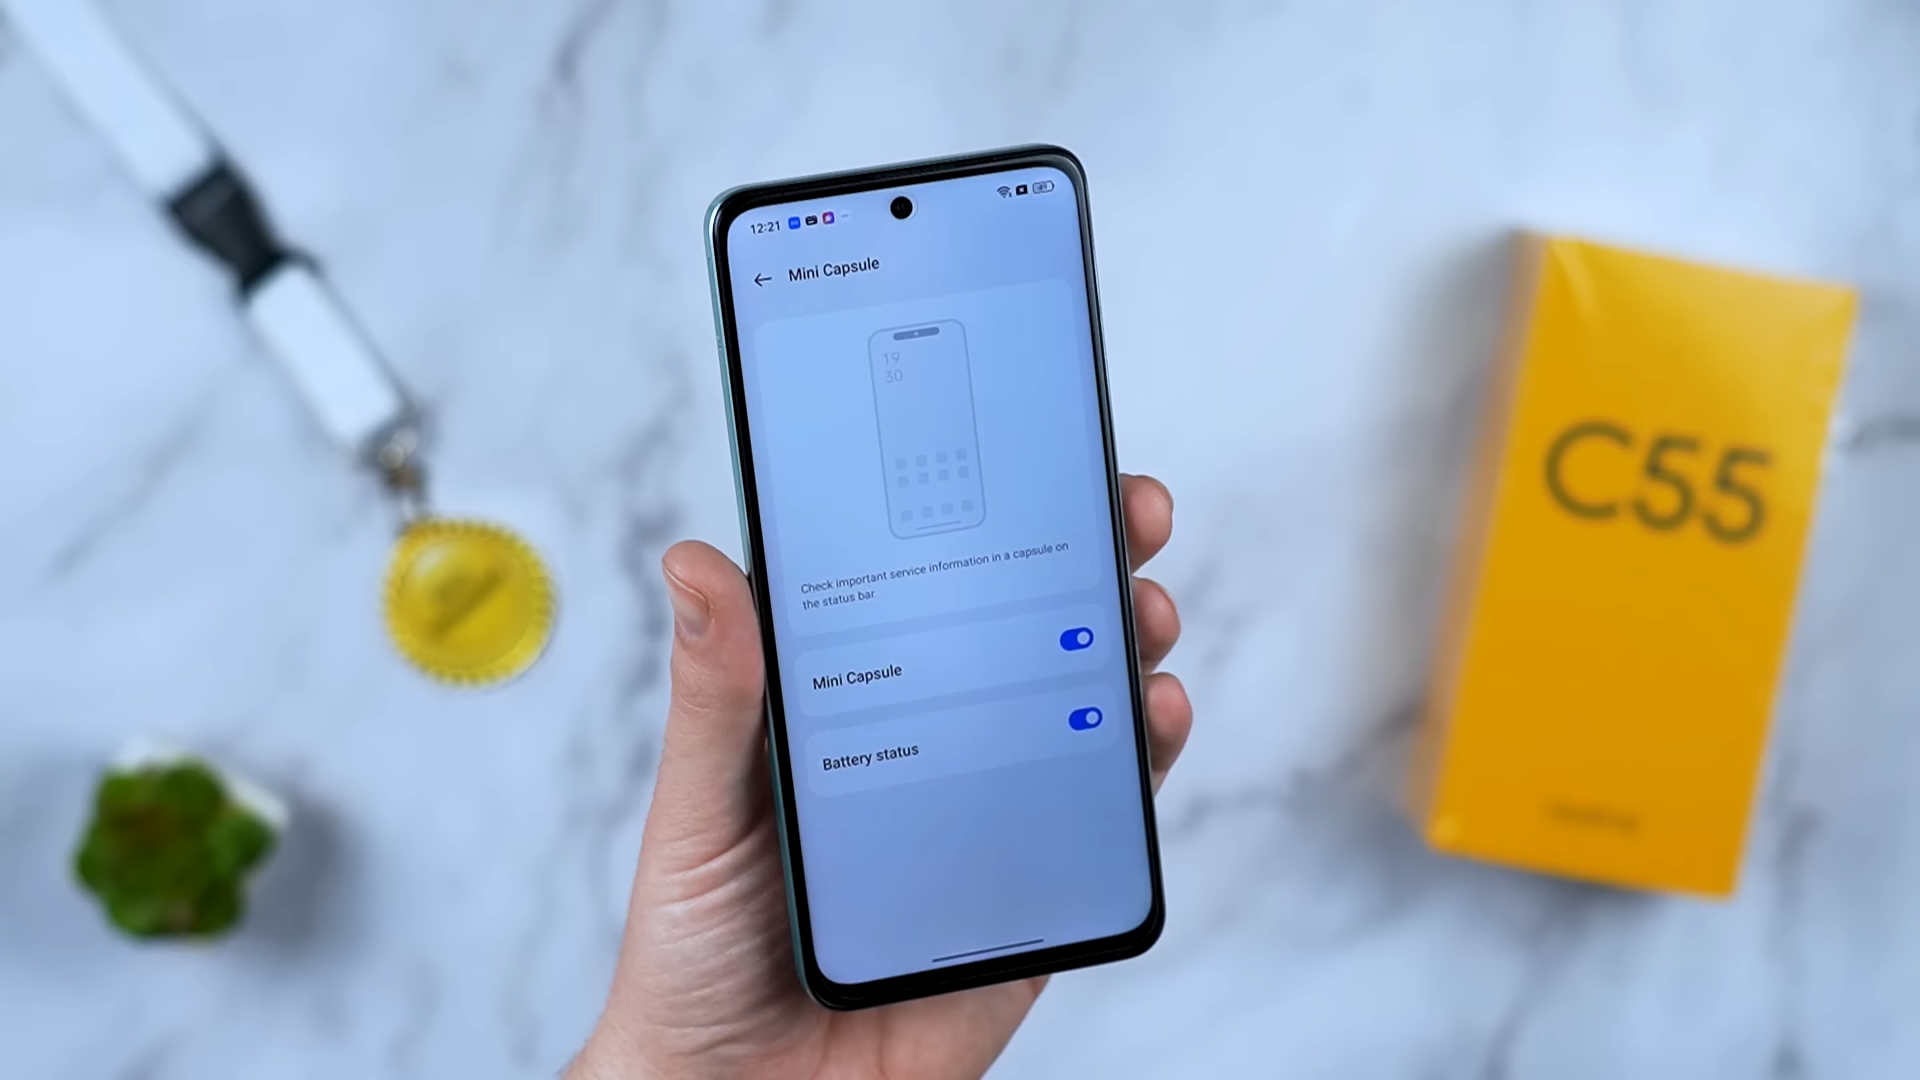 12:21
49
Mini Capsule
19
30
Check important service information in a capsule on
the status bar.
Mini Capsule
Battery status
C55